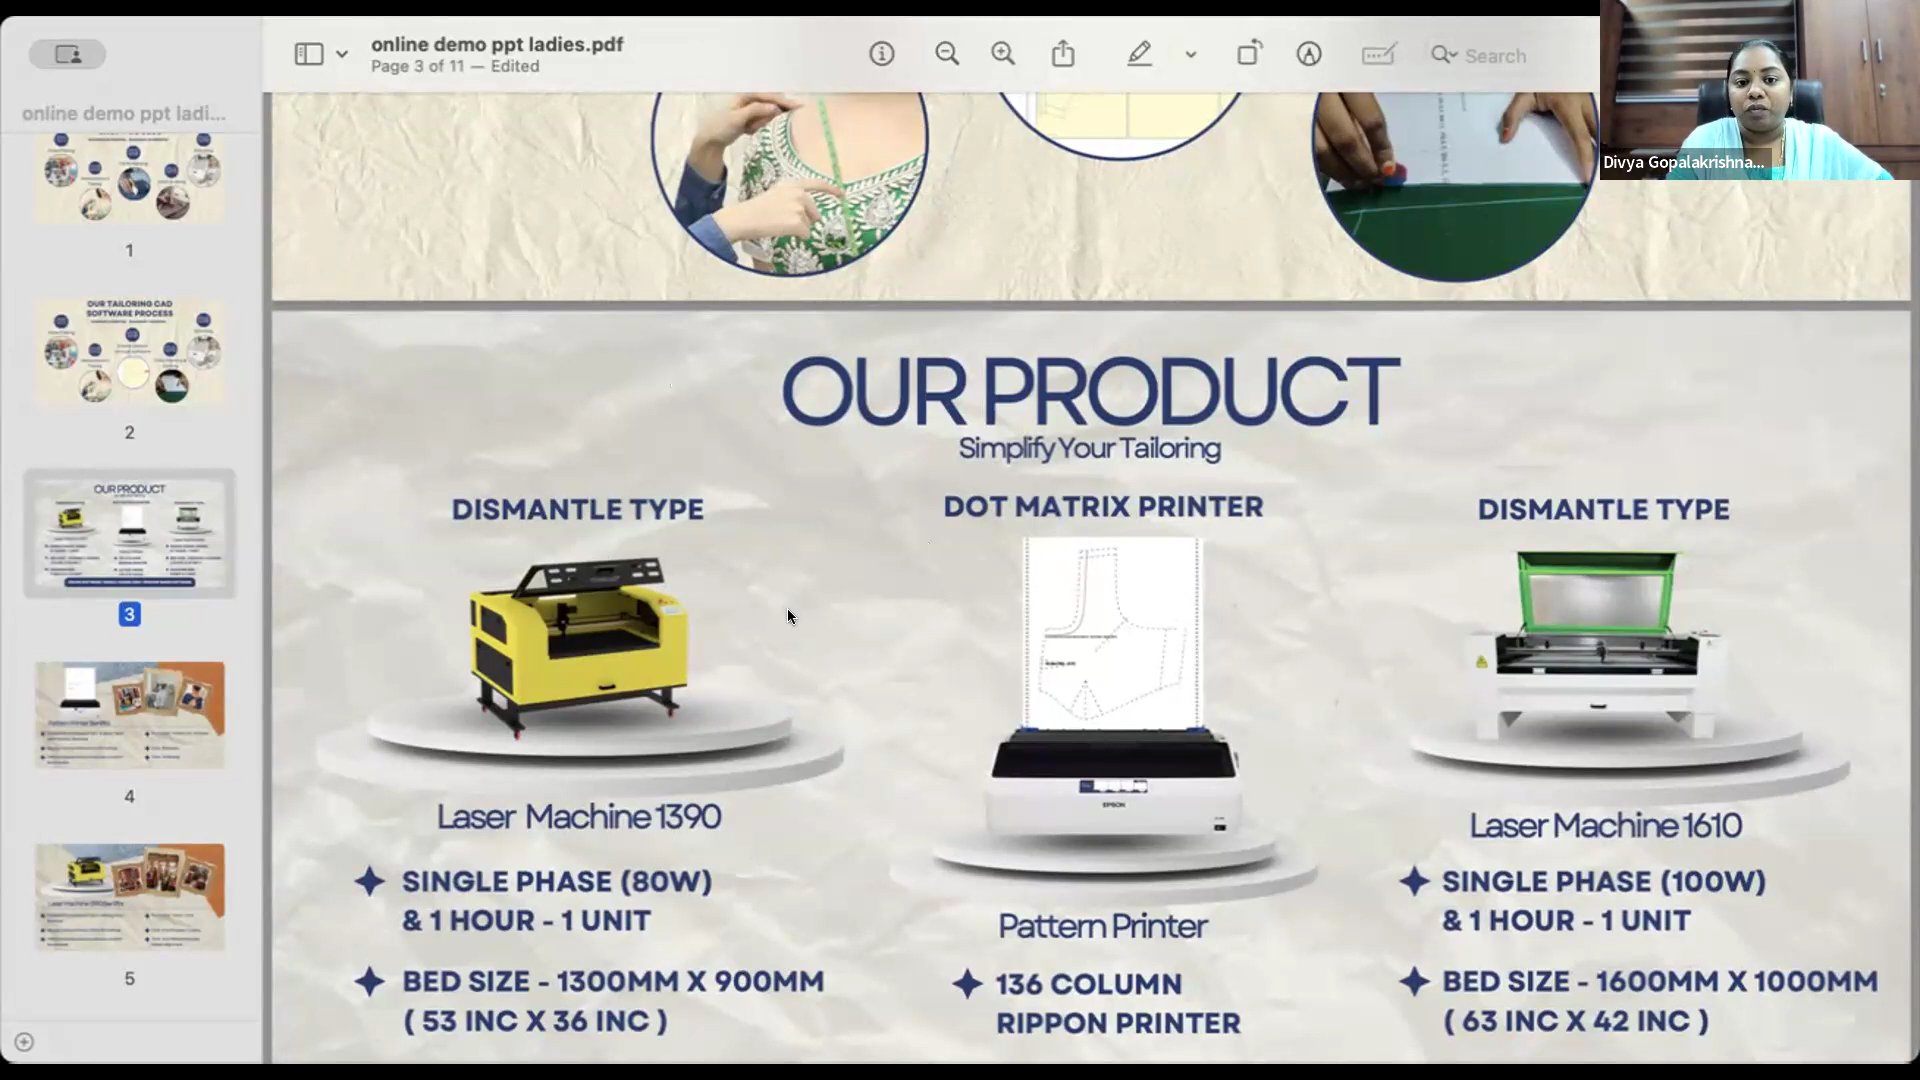 online demo ppt ladies.pdf
Page 3 of 11 — Edited
Search
Divya Gopalakrishna...
online demo ppt ladi...
1
OUR TAILORING CAD
SOFTWARE PROCESS
2
OUR PRODUCT
3
4
5
OUR PRODUCT
Simplify Your Tailoring
DISMANTLE TYPE
Laser Machine 1390
SINGLE PHASE (80W)
& 1 HOUR - 1 UNIT
BED SIZE - 1300MM X 900MM
( 53 INC X 36 INC )
DOT MATRIX PRINTER
EPSON
Pattern Printer
136 COLUMN
RIPPON PRINTER
DISMANTLE TYPE
Laser Machine 1610
SINGLE PHASE (100W)
& 1 HOUR - 1 UNIT
BED SIZE - 1600MM X 1000MM
( 63 INC X 42 INC )